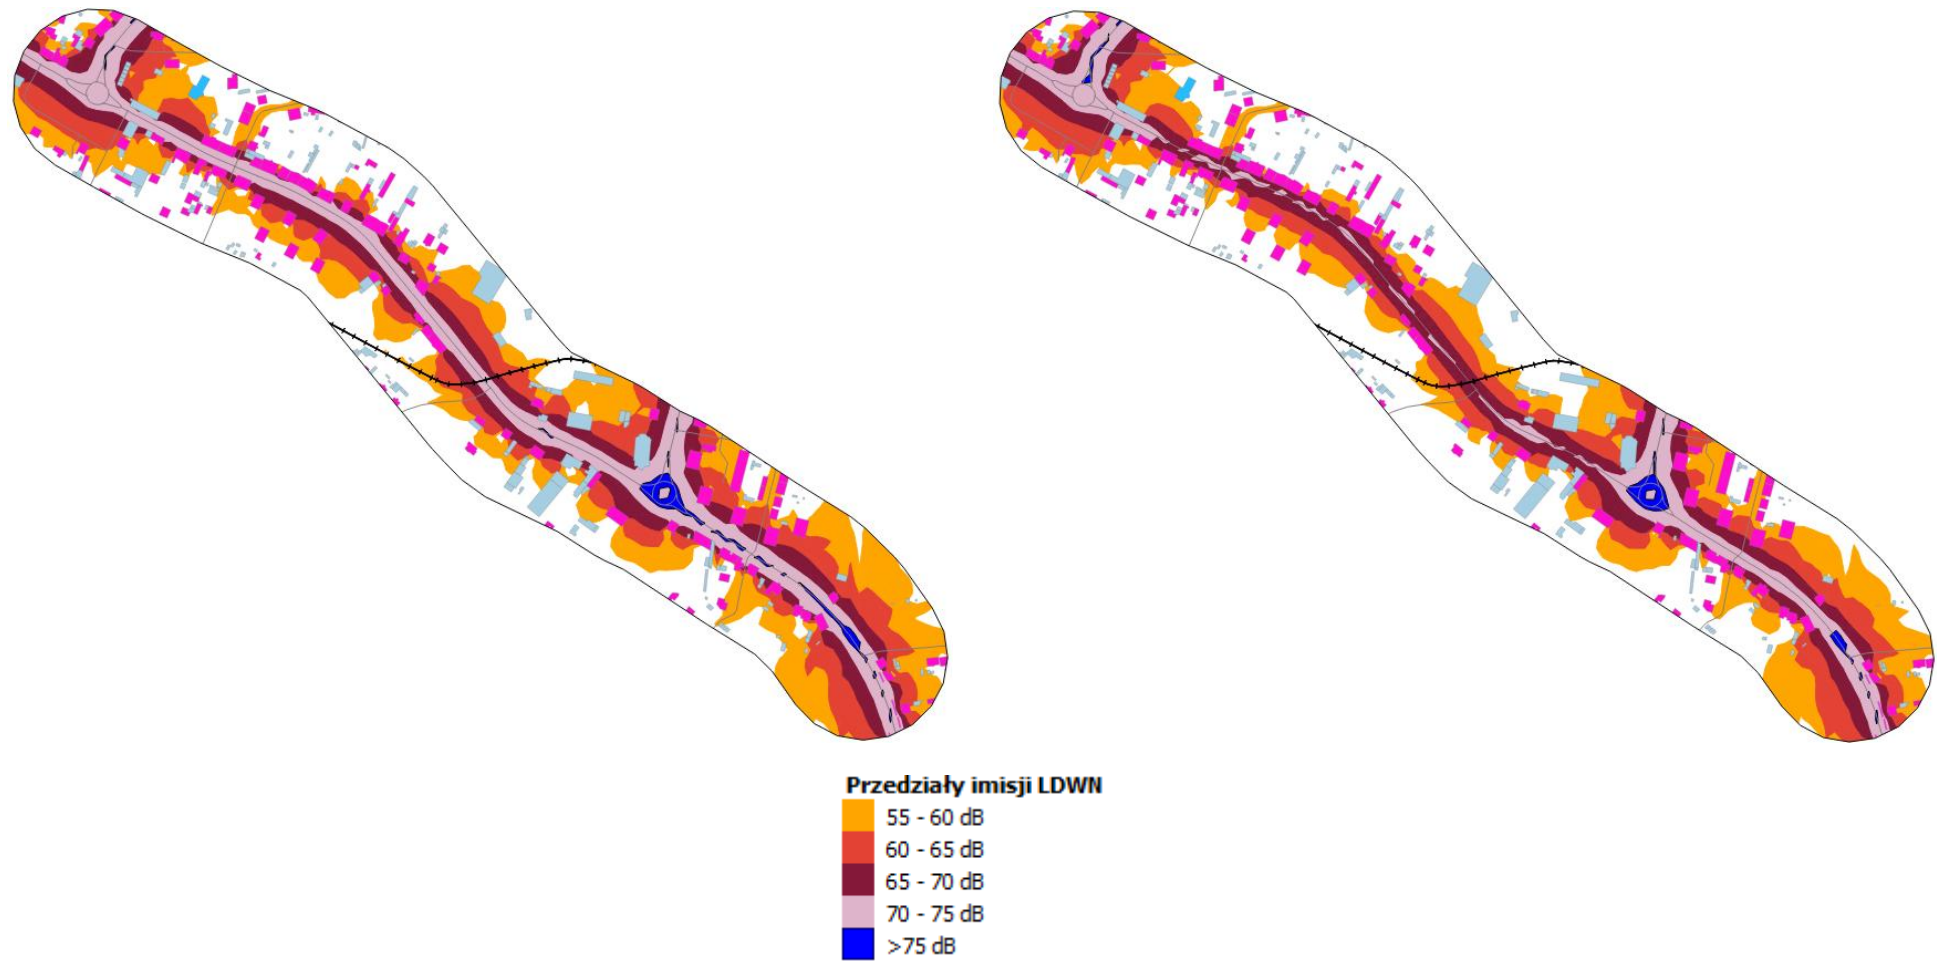 Przedziały imisji LDWN
55 - 60 dB
60 - 65 dB
65 - 70 dB
70 - 75 dB
>75 dB